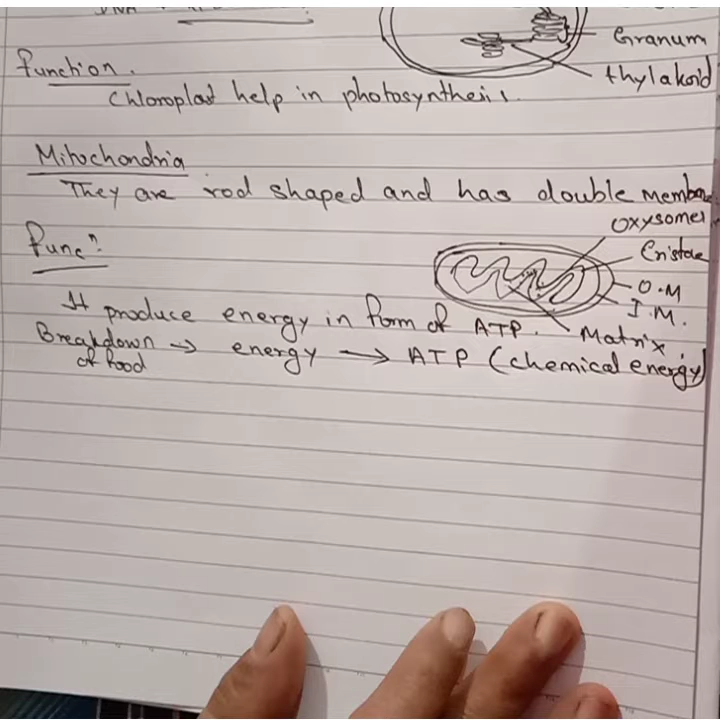 Granum
Function.
thylakoid
Chloroplast help in photosynthesis.
Mitochondria
They are rod shaped and has double Membrane
Oxysomes
Func?
Cristae
O.M
I.M.
It produce energy in form of ATP.
Matrix.
Breakdown → energy → ATP (chemical energy)
of food